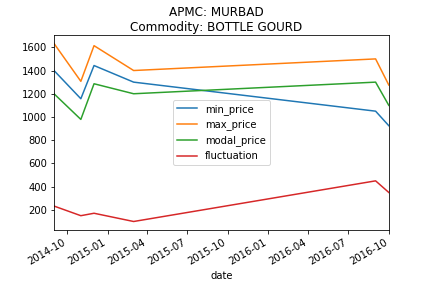 APMC: MURBAD
Commodity: BOTTLE GOURD
1600
1400
1200
1000
800
600
400
200
min_price
max_price
modal_price
fluctuation
2014-10
2015-01
2015-04
2015-07
2015-10
2016-01
2016-04
2016-07
2016-10
date